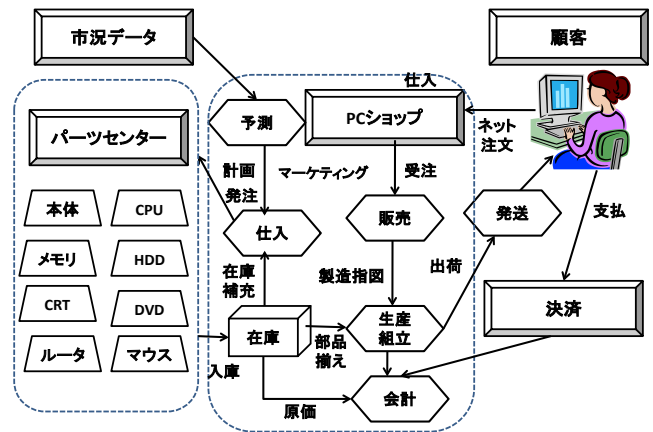 市況データ
顧客
仕入
パーツセンター
予測
PCショップ
ネット
注文
計画
マーケティング
受注
発注
本体
CPU
仕入
販売
発送
支払
メモリ
HDD
在庫
補充
製造指図
出荷
CRT
DVD
在庫
生産
組立
決済
ルータ
マウス
入庫
部品
揃え
会計
原価